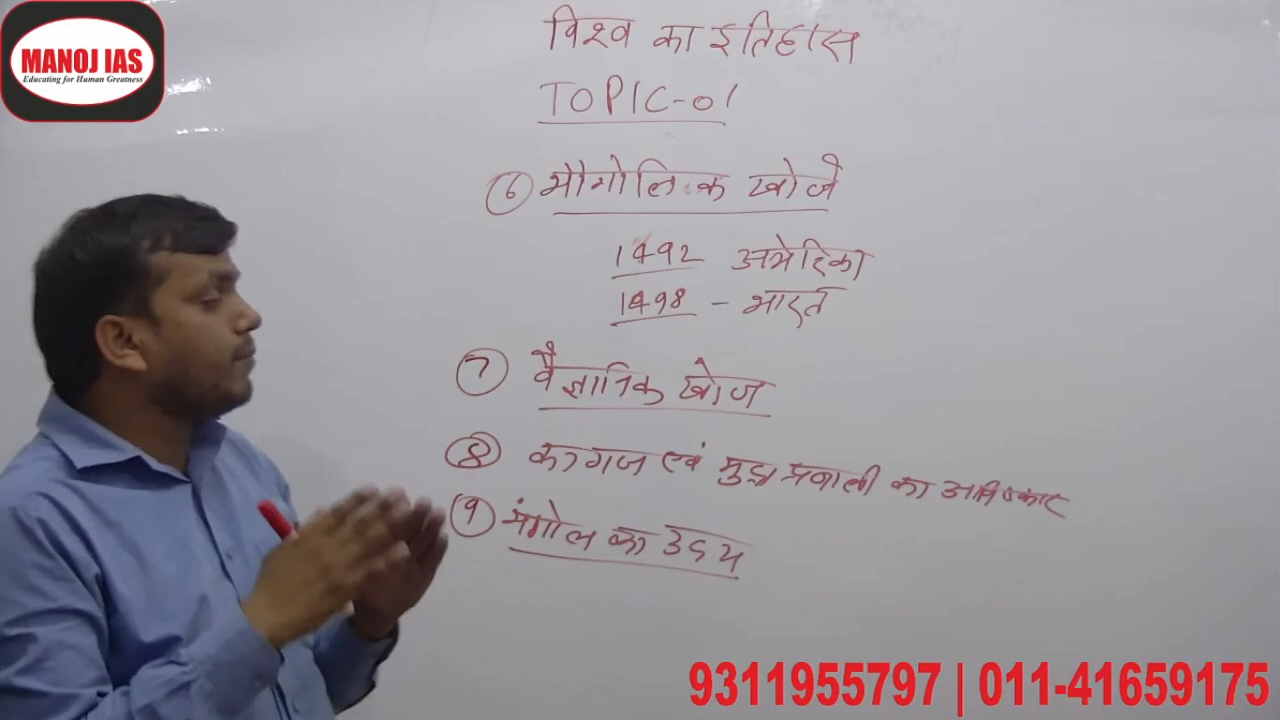 MANOJ IAS
Educating for Human Greatness
विश्व का इतिहास
TOPIC-01
6 भौगोलिक खोजें
1492 अमेरिका
1498 - भारत
7 वैज्ञानिक खोज
8 कागज एवं मुद्रा प्रणाली का आविष्कार
9 मंगोल का उदय
9311955797 | 011-41659175